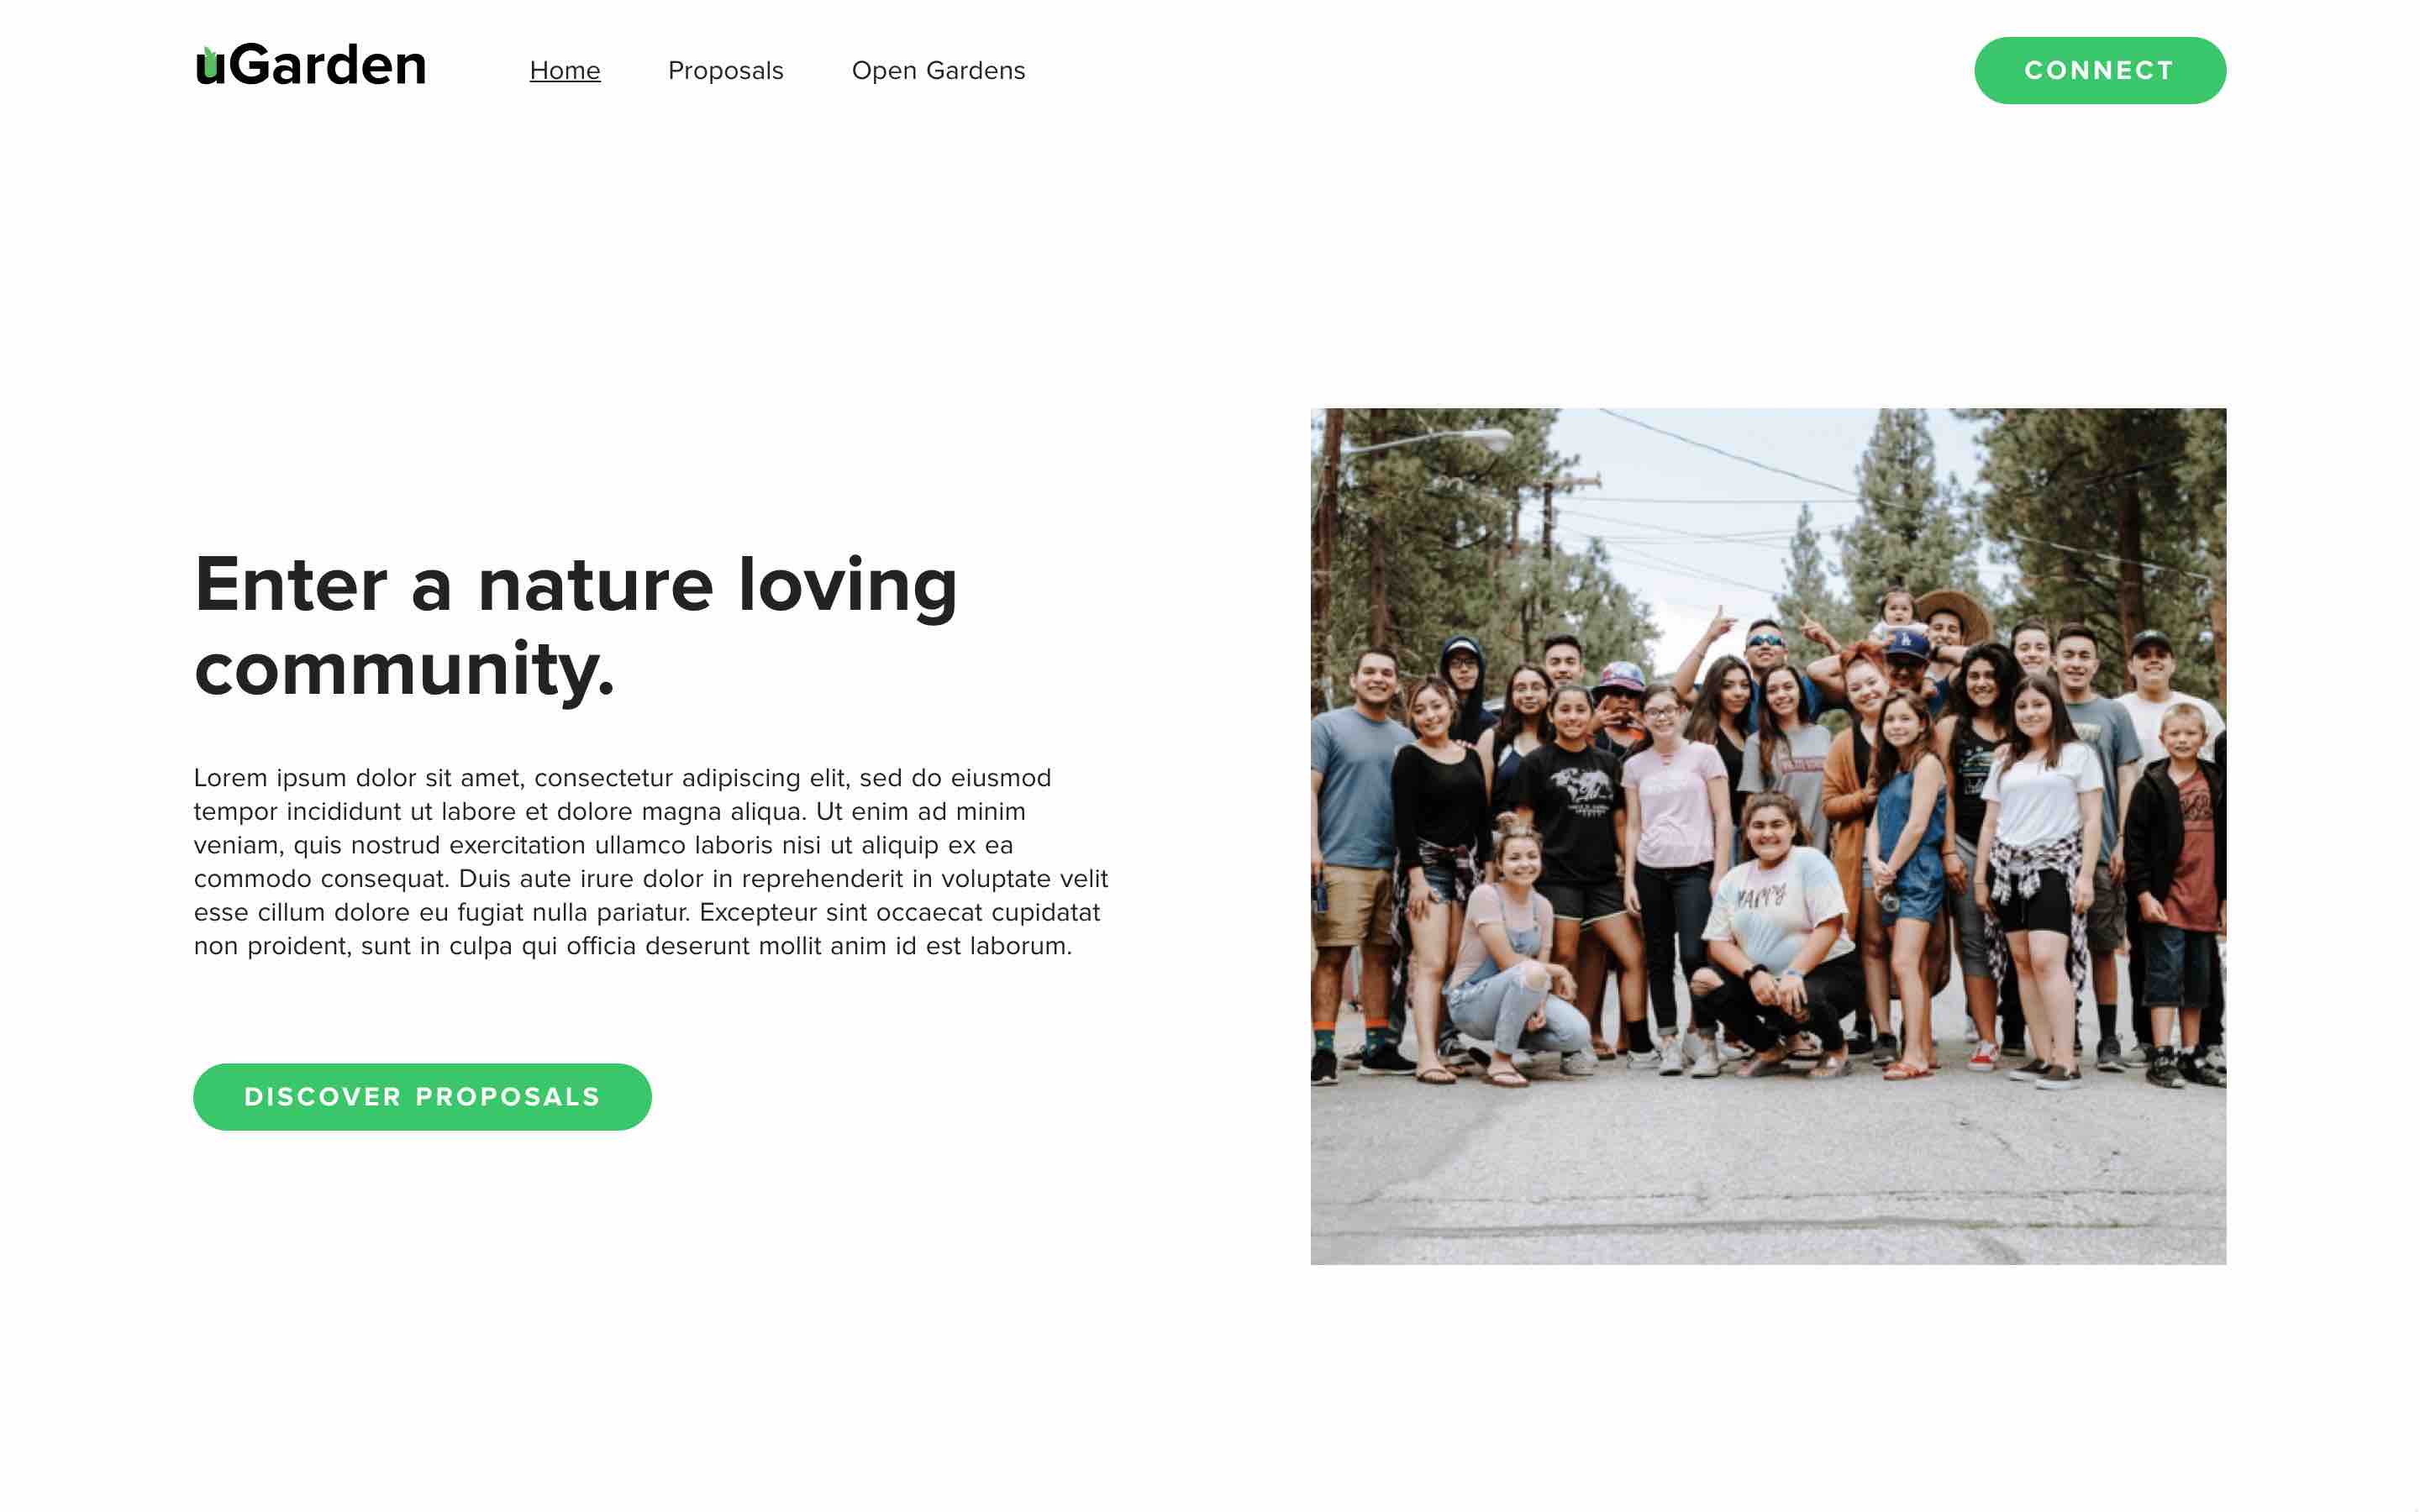 uGarden
Home
Proposals
Open Gardens
CONNECT
Enter a nature loving
community.
Lorem ipsum dolor sit amet, consectetur adipiscing elit, sed do eiusmod
tempor incididunt ut labore et dolore magna aliqua. Ut enim ad minim
veniam, quis nostrud exercitation ullamco laboris nisi ut aliquip ex ea
commodo consequat. Duis aute irure dolor in reprehenderit in voluptate velit
esse cillum dolore eu fugiat nulla pariatur. Excepteur sint occaecat cupidatat
non proident, sunt in culpa qui officia deserunt mollit anim id est laborum.
DISCOVER PROPOSALS
HAPPY